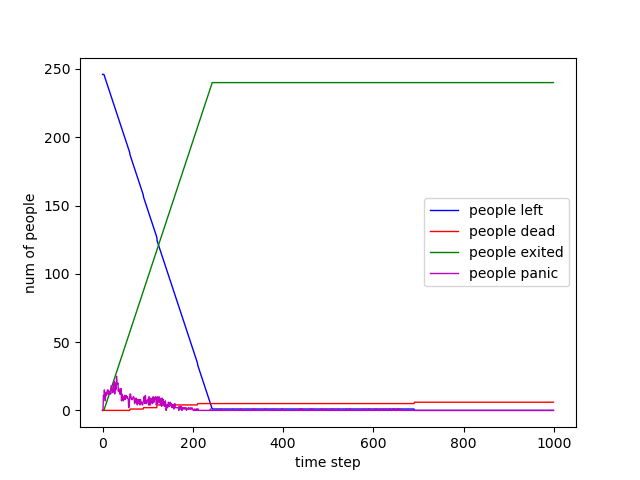 250
200
150
100
50
0
num of people
people left
people dead
people exited
people panic
0 200 400 600 800 1000
time step